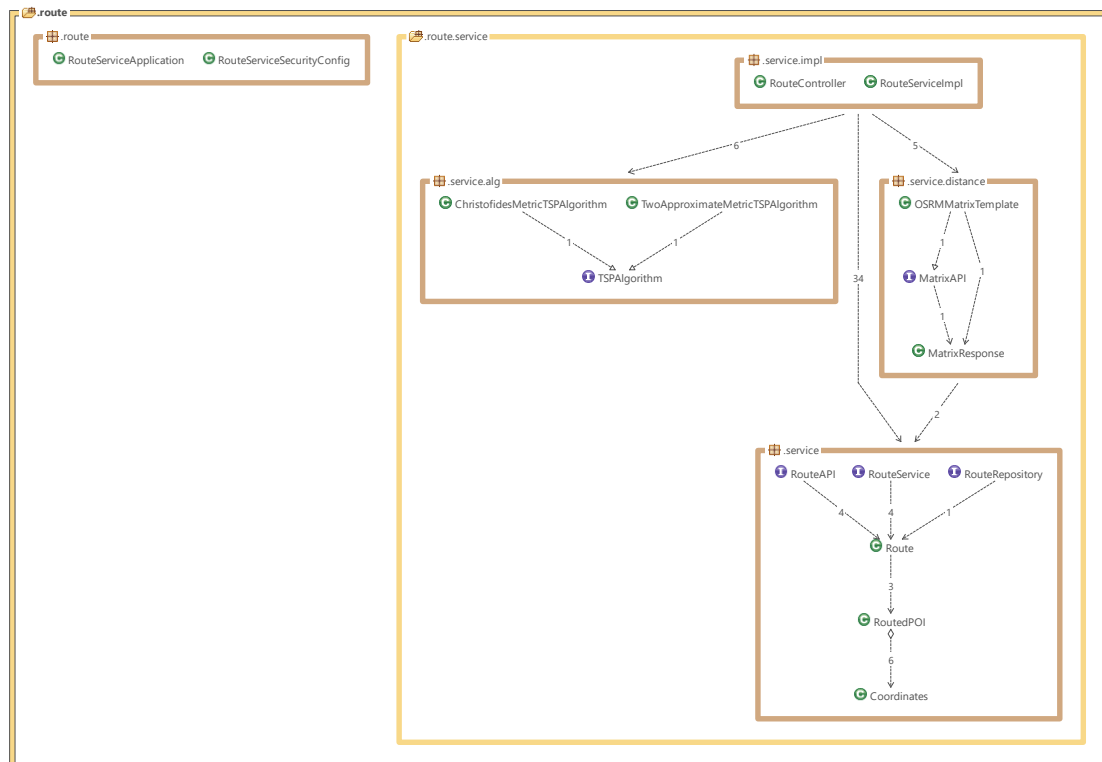 .route
.route
RouteServiceApplication
RouteServiceSecurityConfig
.route.service
.service.impl
RouteController
RouteServiceImpl
6
5
.service.alg
ChristofidesMetricTSPAlgorithm
TwoApproximateMetricTSPAlgorithm
1
1
TSPAlgorithm
34
.service.distance
OSRMMatrixTemplate
1
1
MatrixAPI
1
MatrixResponse
2
.service
RouteAPI
RouteService
RouteRepository
4
4
1
Route
3
RoutedPOI
6
Coordinates